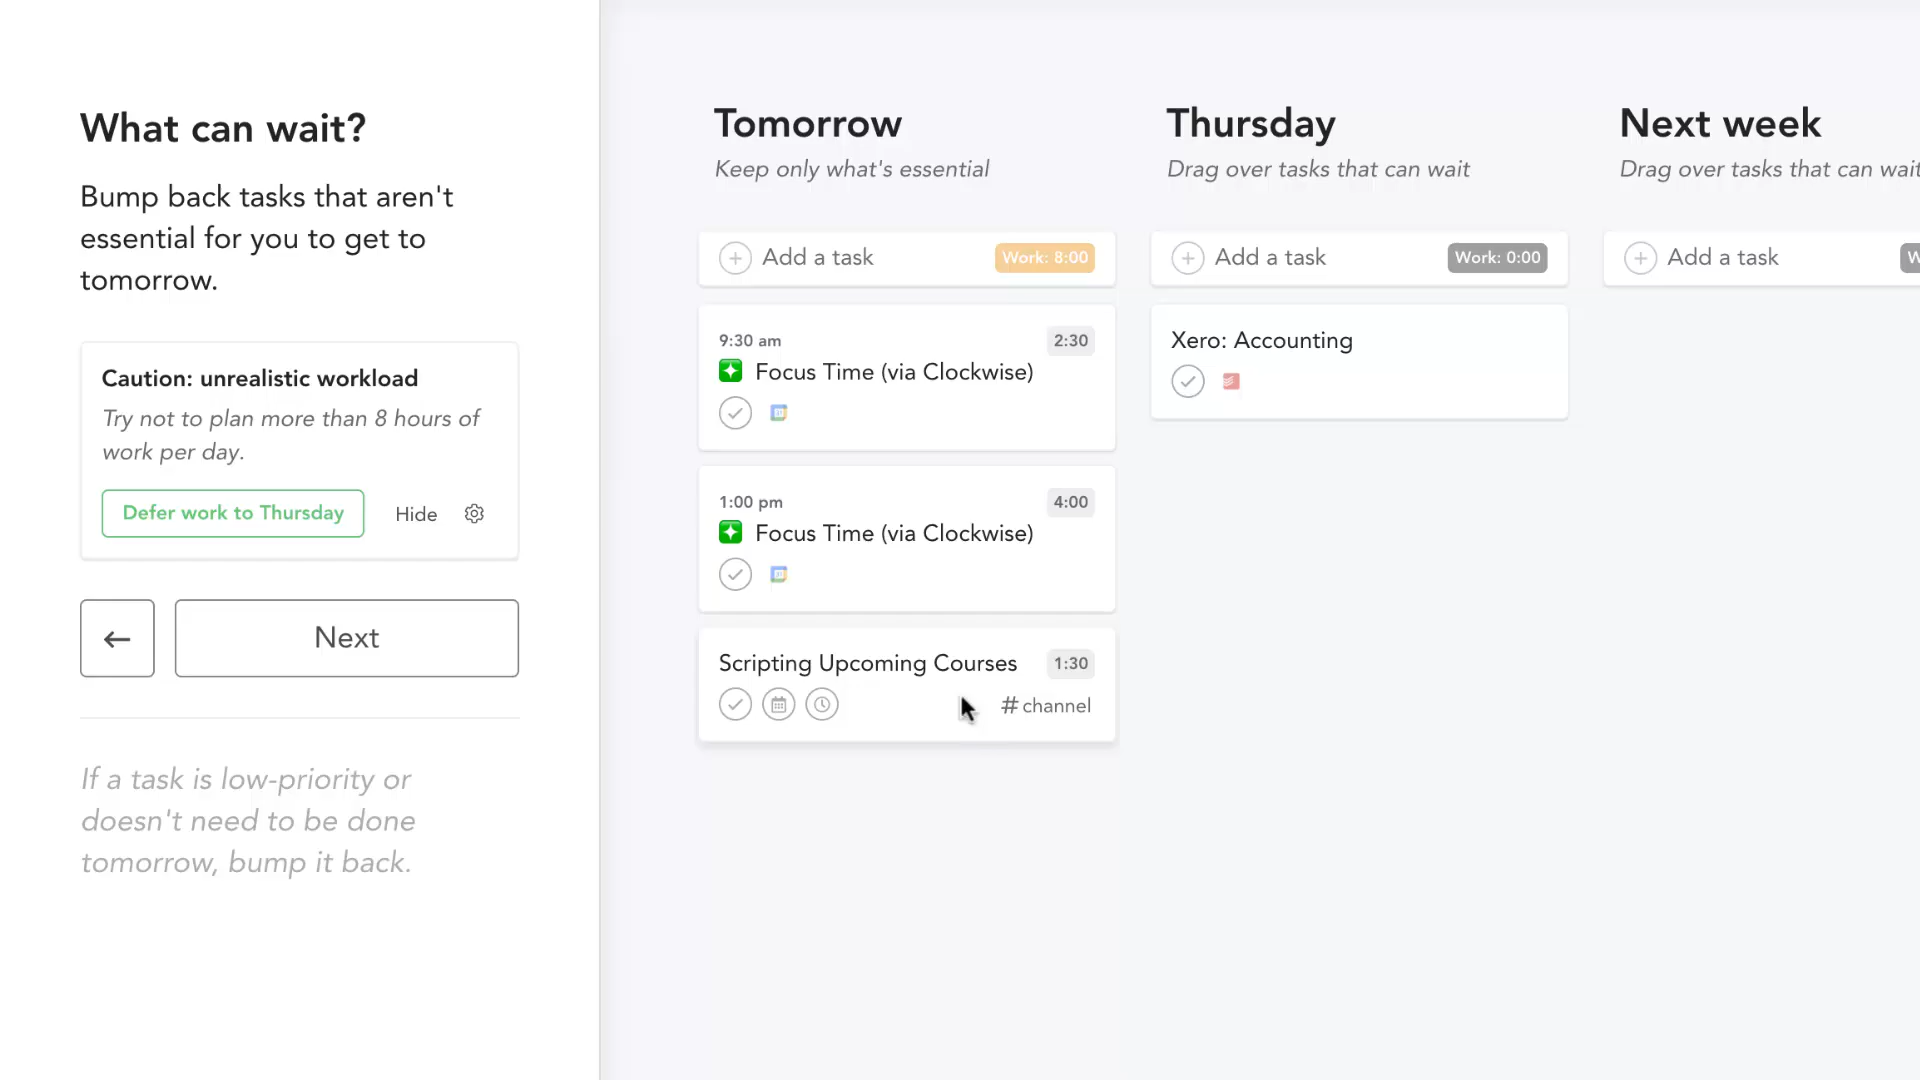 What can wait?
Bump back tasks that aren't
essential for you to get to
tomorrow.
Caution: unrealistic workload
Try not to plan more than 8 hours of
work per day.
Defer work to Thursday
Hide
Next
If a task is low-priority or
doesn't need to be done
tomorrow, bump it back.
Tomorrow
Keep only what's essential
Add a task
Work: 8:00
9:30 am
2:30
Focus Time (via Clockwise)
1:00 pm
4:00
Focus Time (via Clockwise)
Scripting Upcoming Courses
1:30
# channel
Thursday
Drag over tasks that can wait
Add a task
Work: 0:00
Xero: Accounting
Next week
Drag over tasks that can wait
Add a task